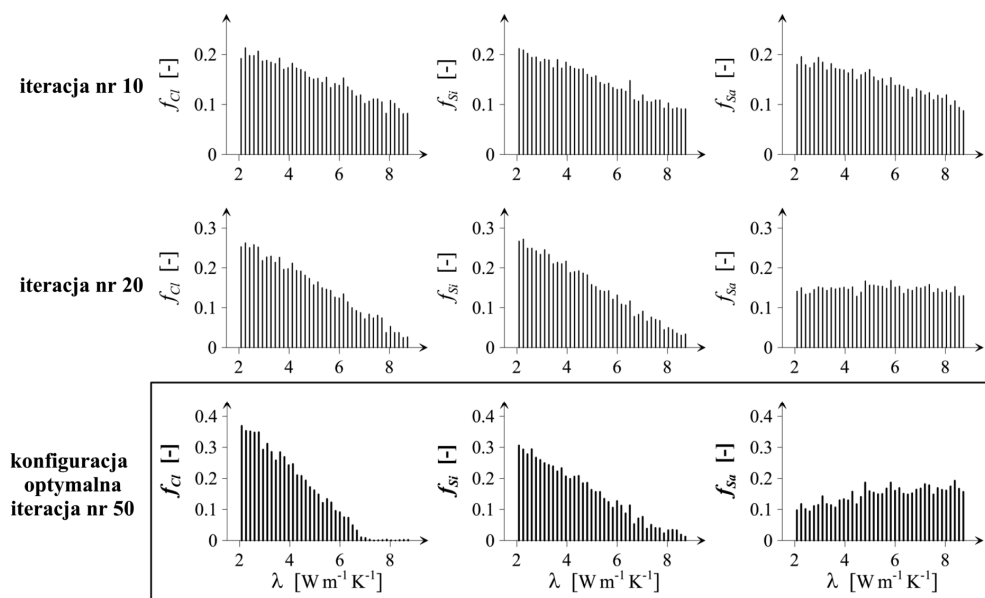 iteracja nr 10
f_Cl [-]
0.2
0.1
0
2 4 6 8
f_Si [-]
0.2
0.1
0
2 4 6 8
f_Sa [-]
0.2
0.1
0
2 4 6 8
iteracja nr 20
f_Cl [-]
0.3
0.2
0.1
0
2 4 6 8
f_Si [-]
0.3
0.2
0.1
0
2 4 6 8
f_Sa [-]
0.3
0.2
0.1
0
2 4 6 8
konfiguracja
optymalna
iteracja nr 50
f_Cl [-]
0.4
0.3
0.2
0.1
0
2 4 6 8
λ [W m⁻¹ K⁻¹]
f_Si [-]
0.4
0.3
0.2
0.1
0
2 4 6 8
λ [W m⁻¹ K⁻¹]
f_Sa [-]
0.4
0.3
0.2
0.1
0
2 4 6 8
λ [W m⁻¹ K⁻¹]